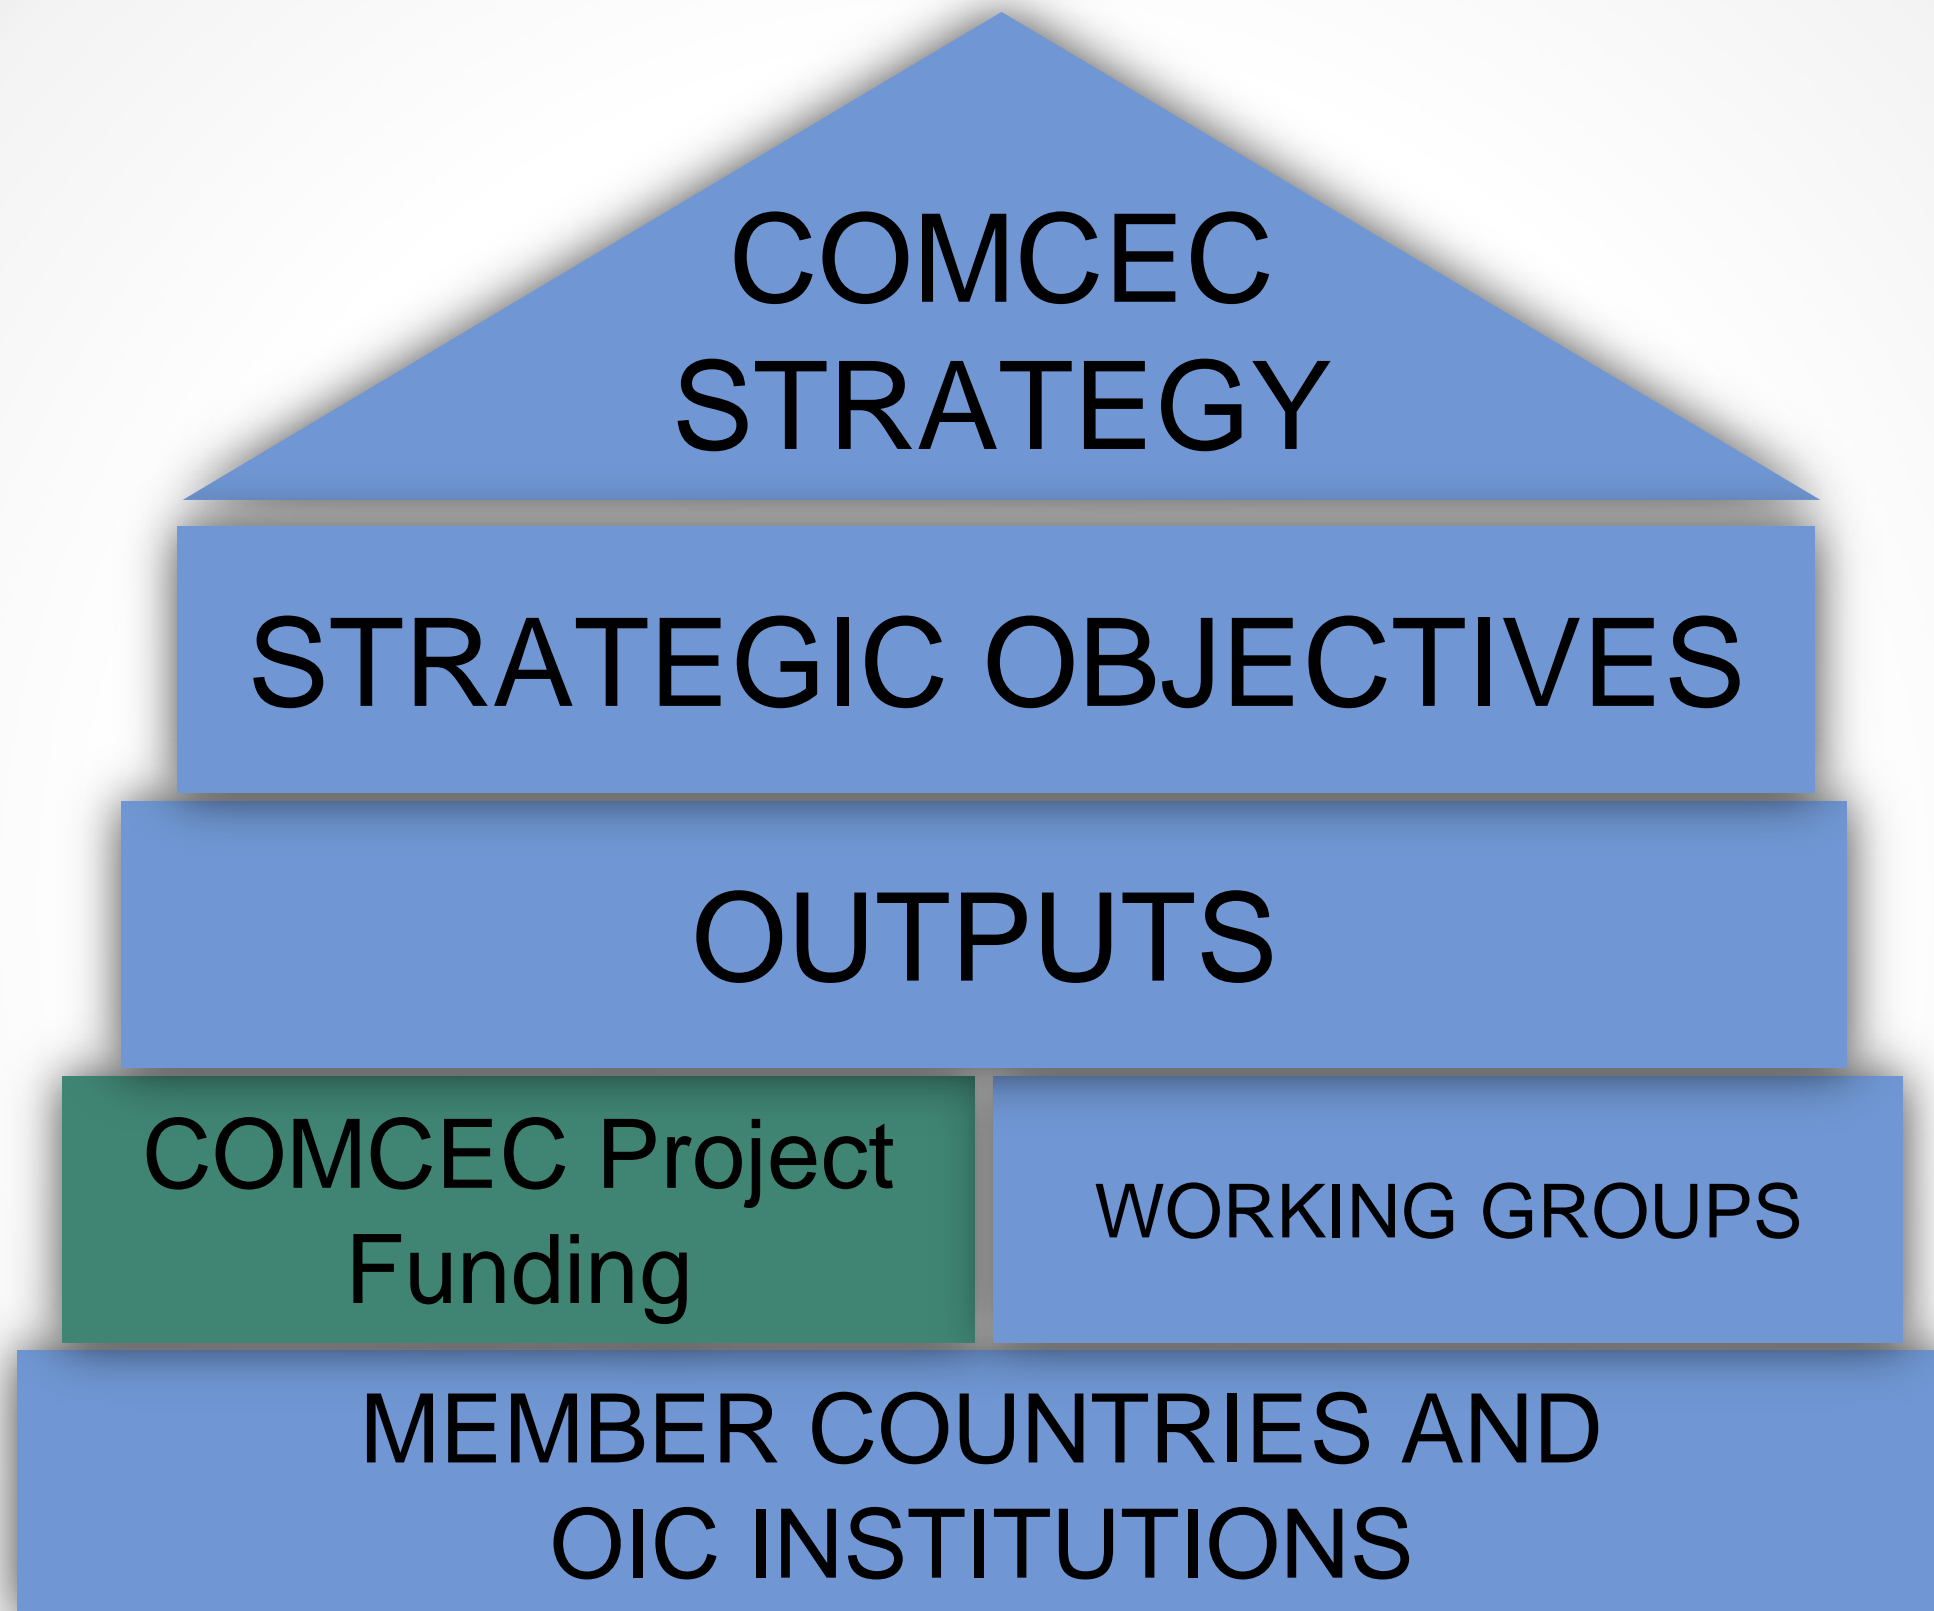 COMCEC
STRATEGY
STRATEGIC OBJECTIVES
OUTPUTS
COMCEC Project
Funding
WORKING GROUPS
MEMBER COUNTRIES AND
OIC INSTITUTIONS